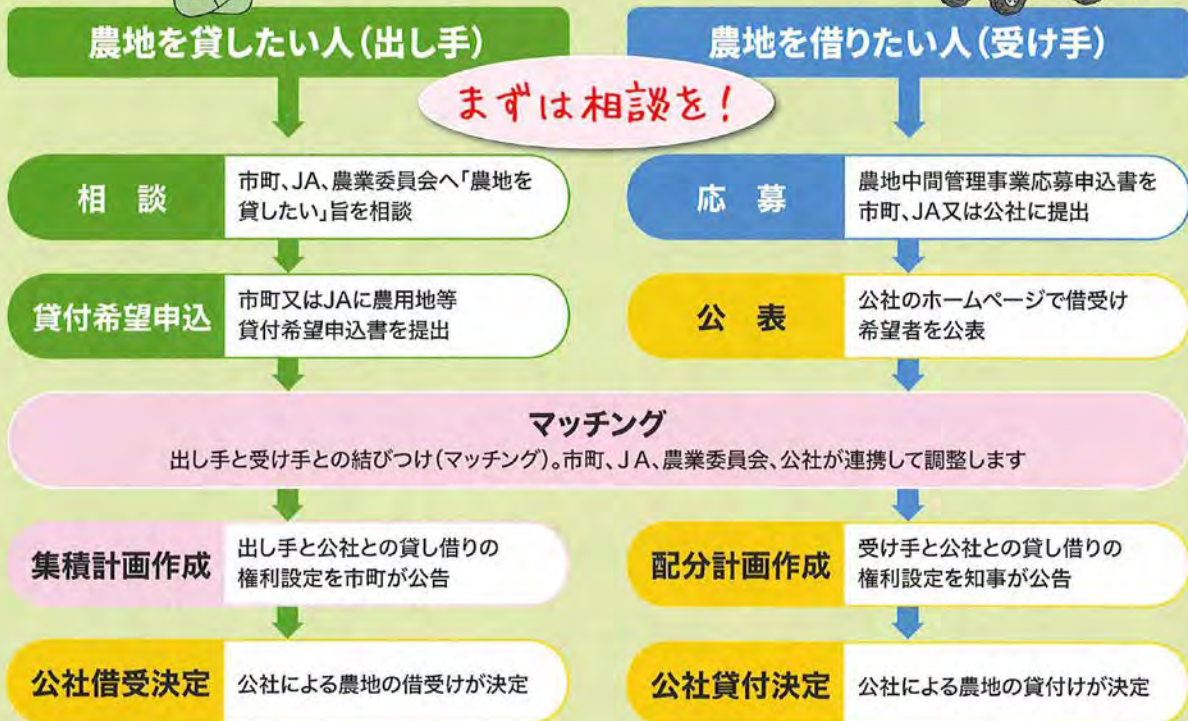 農地を貸したい人(出し手)
農地を借りたい人(受け手)
まずは相談を!
相 談
市町、JA、農業委員会へ「農地を
貸したい」旨を相談
応 募
農地中間管理事業応募申込書を
市町、JA又は公社に提出
貸付希望申込
市町又はJAに農用地等
貸付希望申込書を提出
公 表
公社のホームページで借受け
希望者を公表
マッチング
出し手と受け手との結びつけ(マッチング)。市町、JA、農業委員会、公社が連携して調整します
集積計画作成
出し手と公社との貸し借りの
権利設定を市町が公告
配分計画作成
受け手と公社との貸し借りの
権利設定を知事が公告
公社借受決定
公社による農地の借受けが決定
公社貸付決定
公社による農地の貸付けが決定